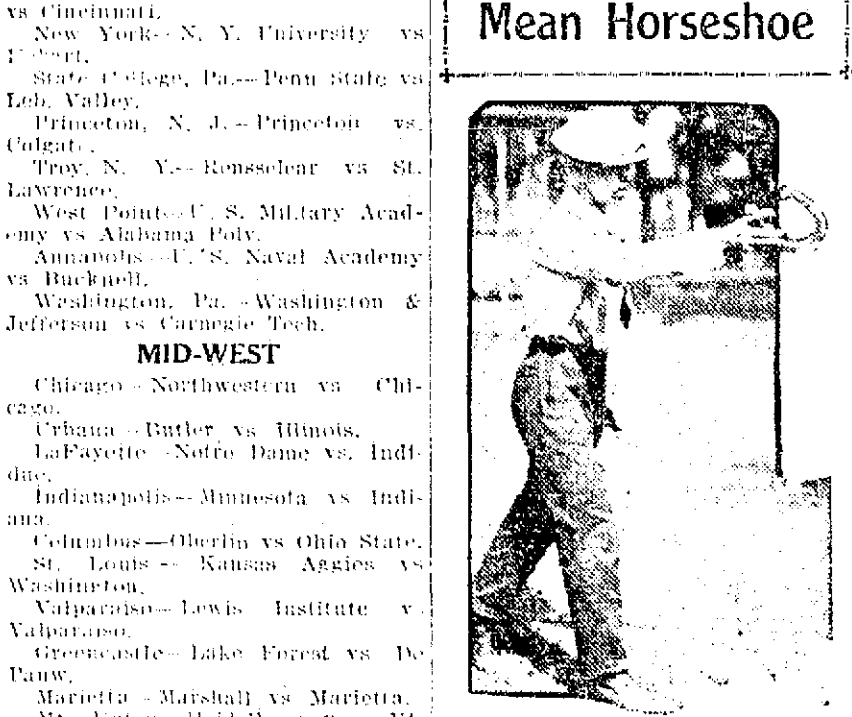 vs Cincinnati.
New York-- N. Y. University vs
State College, Pa.--Penn State vs
Leb. Valley.
Princeton, N. J.--Princeton vs.
Colgate.
Troy, N. Y.--Rensselear vs St.
Lawrence.
West Point--U. S. Military Acad-
emy vs Alabama Poly.
Annapolis--U. S. Naval Academy
vs Bucknell.
Washington, Pa.--Washington &
Jefferson vs Carnegie Tech.
MID-WEST
Chicago--Northwestern vs Chi-
cago.
Urbana--Butler vs Illinois.
LaFayette--Notre Dame vs.
Indianapolis--Minnesota vs Indi-
ana.
Columbus—Oberlin vs Ohio State.
St. Louis -- Kansas Aggies vs
Washington.
Valparaiso--Lewis Institute v
Valparaiso.
Greencastle--Lake Forest vs De
Pauw.
Marietta--Marshall vs Marietta.
Mean Horseshoe